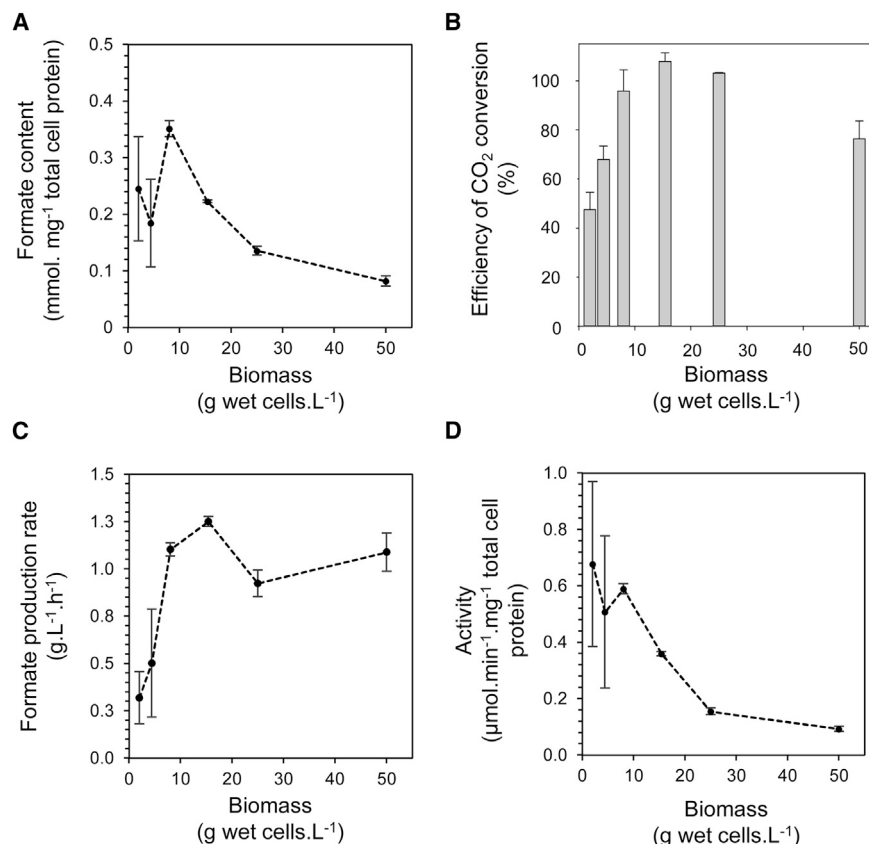 A
Formate content
(mmol. mg⁻¹ total cell protein)
0.5
0.4
0.3
0.2
0.1
0
0 10 20 30 40 50
Biomass
(g wet cells.L⁻¹)
B
Efficiency of CO₂ conversion
(%)
100
80
60
40
20
0
0 10 20 30 40 50
Biomass
(g wet cells.L⁻¹)
C
Formate production rate
(g.L⁻¹.h⁻¹)
1.5
1.3
1.0
0.8
0.5
0.3
0.0
0 10 20 30 40 50
Biomass
(g wet cells.L⁻¹)
D
Activity
(µmol.min⁻¹.mg⁻¹ total cell
protein)
1.0
0.8
0.6
0.4
0.2
0.0
0 10 20 30 40 50
Biomass
(g wet cells.L⁻¹)